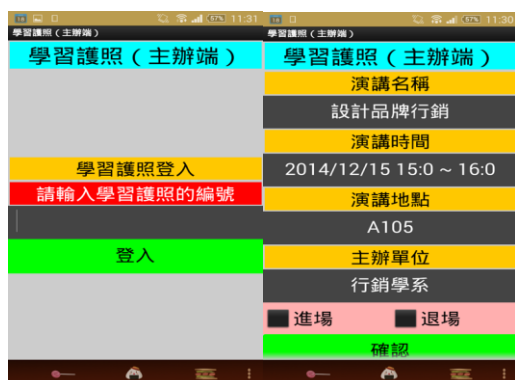 57% 11:31
學習護照（主辦端）
學習護照（主辦端）
學習護照登入
請輸入學習護照的編號
登入
57% 11:30
學習護照（主辦端）
學習護照（主辦端）
演講名稱
設計品牌行銷
演講時間
2014/12/15 15:0 ~ 16:0
演講地點
A105
主辦單位
行銷學系
進場 退場
確認